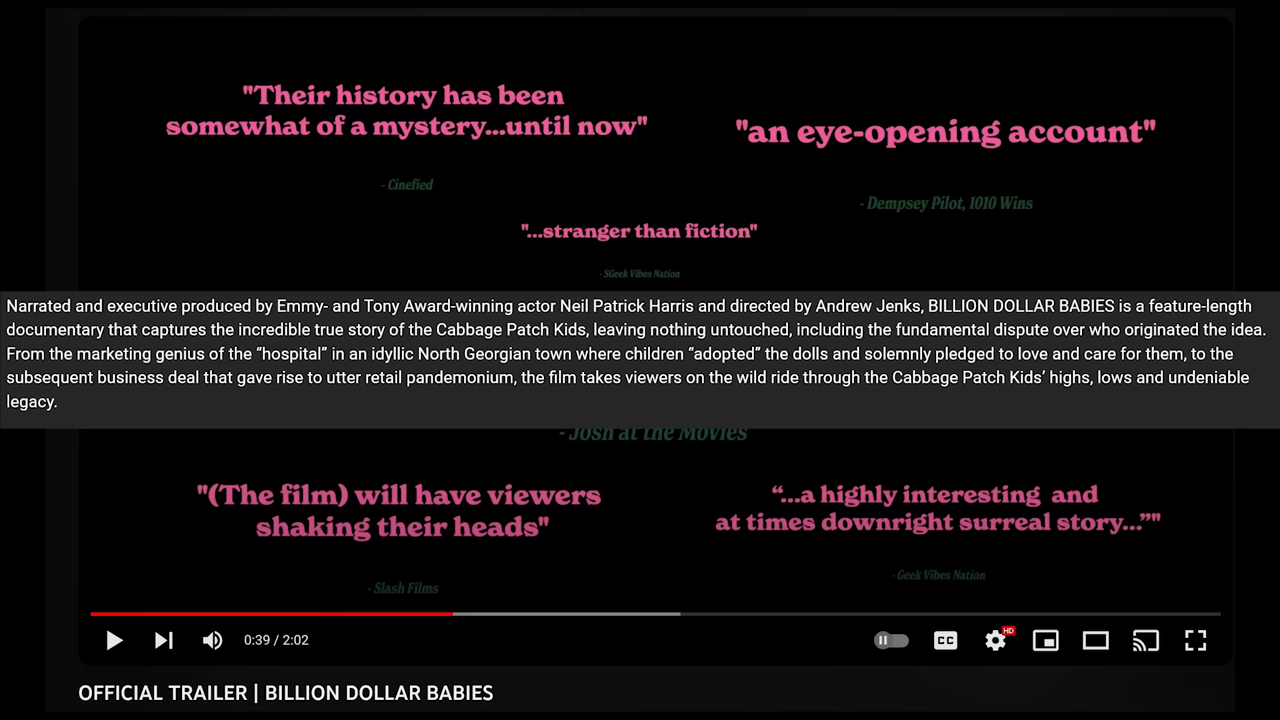 "Their history has been
somewhat of a mystery...until now"
- Cinefied
"an eye-opening account"
- Dempsey Pilot, 1010 Wins
"...stranger than fiction"
- SGeek Vibes Nation
Narrated and executive produced by Emmy- and Tony Award-winning actor Neil Patrick Harris and directed by Andrew Jenks, BILLION DOLLAR BABIES is a feature-length
documentary that captures the incredible true story of the Cabbage Patch Kids, leaving nothing untouched, including the fundamental dispute over who originated the idea.
From the marketing genius of the “hospital” in an idyllic North Georgian town where children “adopted” the dolls and solemnly pledged to love and care for them, to the
subsequent business deal that gave rise to utter retail pandemonium, the film takes viewers on the wild ride through the Cabbage Patch Kids’ highs, lows and undeniable
legacy.
- Josh at the Movies
"(The film) will have viewers
shaking their heads"
- Slash Films
“...a highly interesting and
at times downright surreal story...”"
- Geek Vibes Nation
0:39 / 2:02
CC
HD
OFFICIAL TRAILER | BILLION DOLLAR BABIES